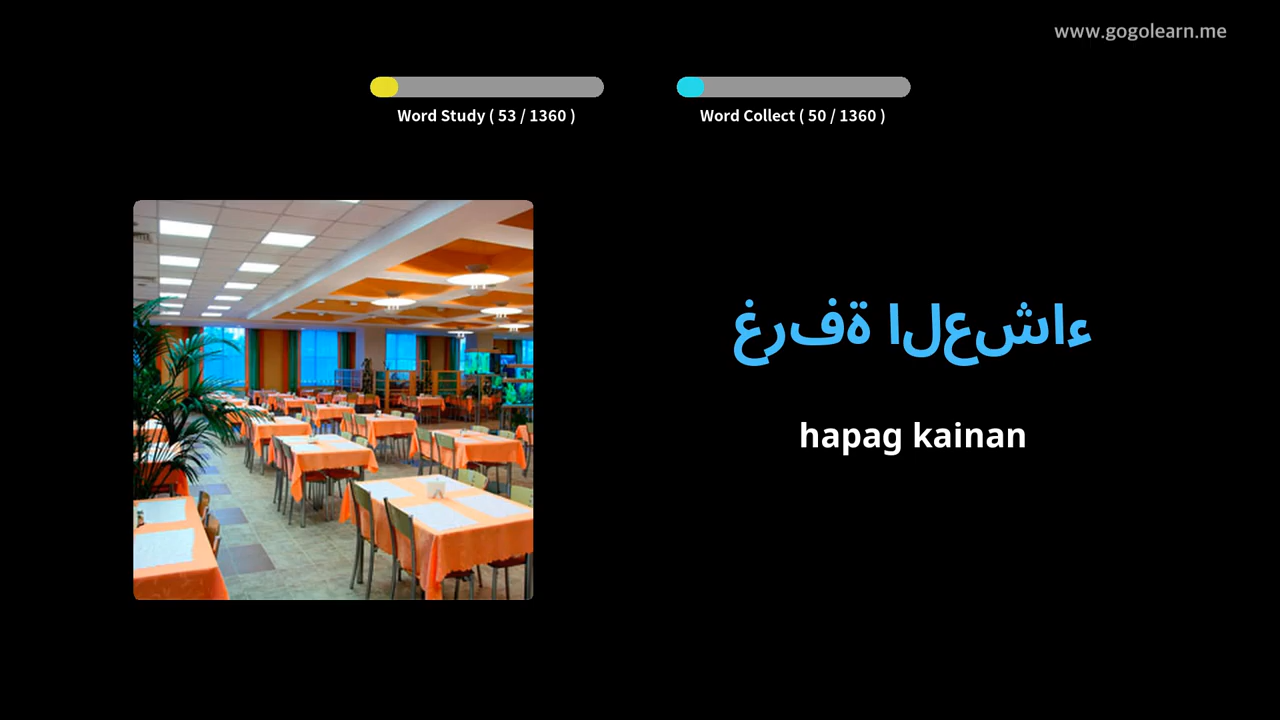 www.gogolearn.me
Word Study ( 53 / 1360 )
Word Collect ( 50 / 1360 )
غرفة العشاء
hapag kainan